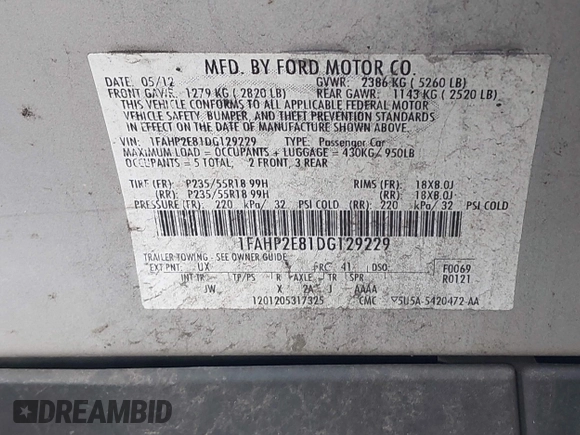 MFD. BY FORD MOTOR CO.
DATE: 05/12 GVWR: 2386 KG ( 5260 LB)
FRONT GAWR: 1279 KG ( 2820 LB) REAR GAWR: 1143 KG ( 2520 LB)
THIS VEHICLE CONFORMS TO ALL APPLICABLE FEDERAL MOTOR
VEHICLE SAFETY, BUMPER, AND THEFT PREVENTION STANDARDS
IN EFFECT ON THE DATE OF MANUFACTURE SHOWN ABOVE.
VIN: 1FAHP2E81DG129229 TYPE: Passenger Car
MAXIMUM LOAD = OCCUPANTS + LUGGAGE = 430KG/ 950LB
OCCUPANTS = 5 TOTAL, 2 FRONT, 3 REAR
TIRE (FR): P235/55R18 99H RIMS (FR): 18X8.0J
(RR): P235/55R18 99H (RR): 18X8.0J
PRESSURE (FR): 220 kPa/ 32 PSI COLD (RR): 220 kPa/ 32 PSI COLD
1FAHP2E81DG129229
TRAILER TOWING - SEE OWNER GUIDE
EXT PNT: UX RC: 41 DSO: F0069
INT TR: TP/PS R AXLE TR SPR R0121
JW X 2A J AAAA
1201205317325 CMC 5U5A-5420472-AA
DREAMBID